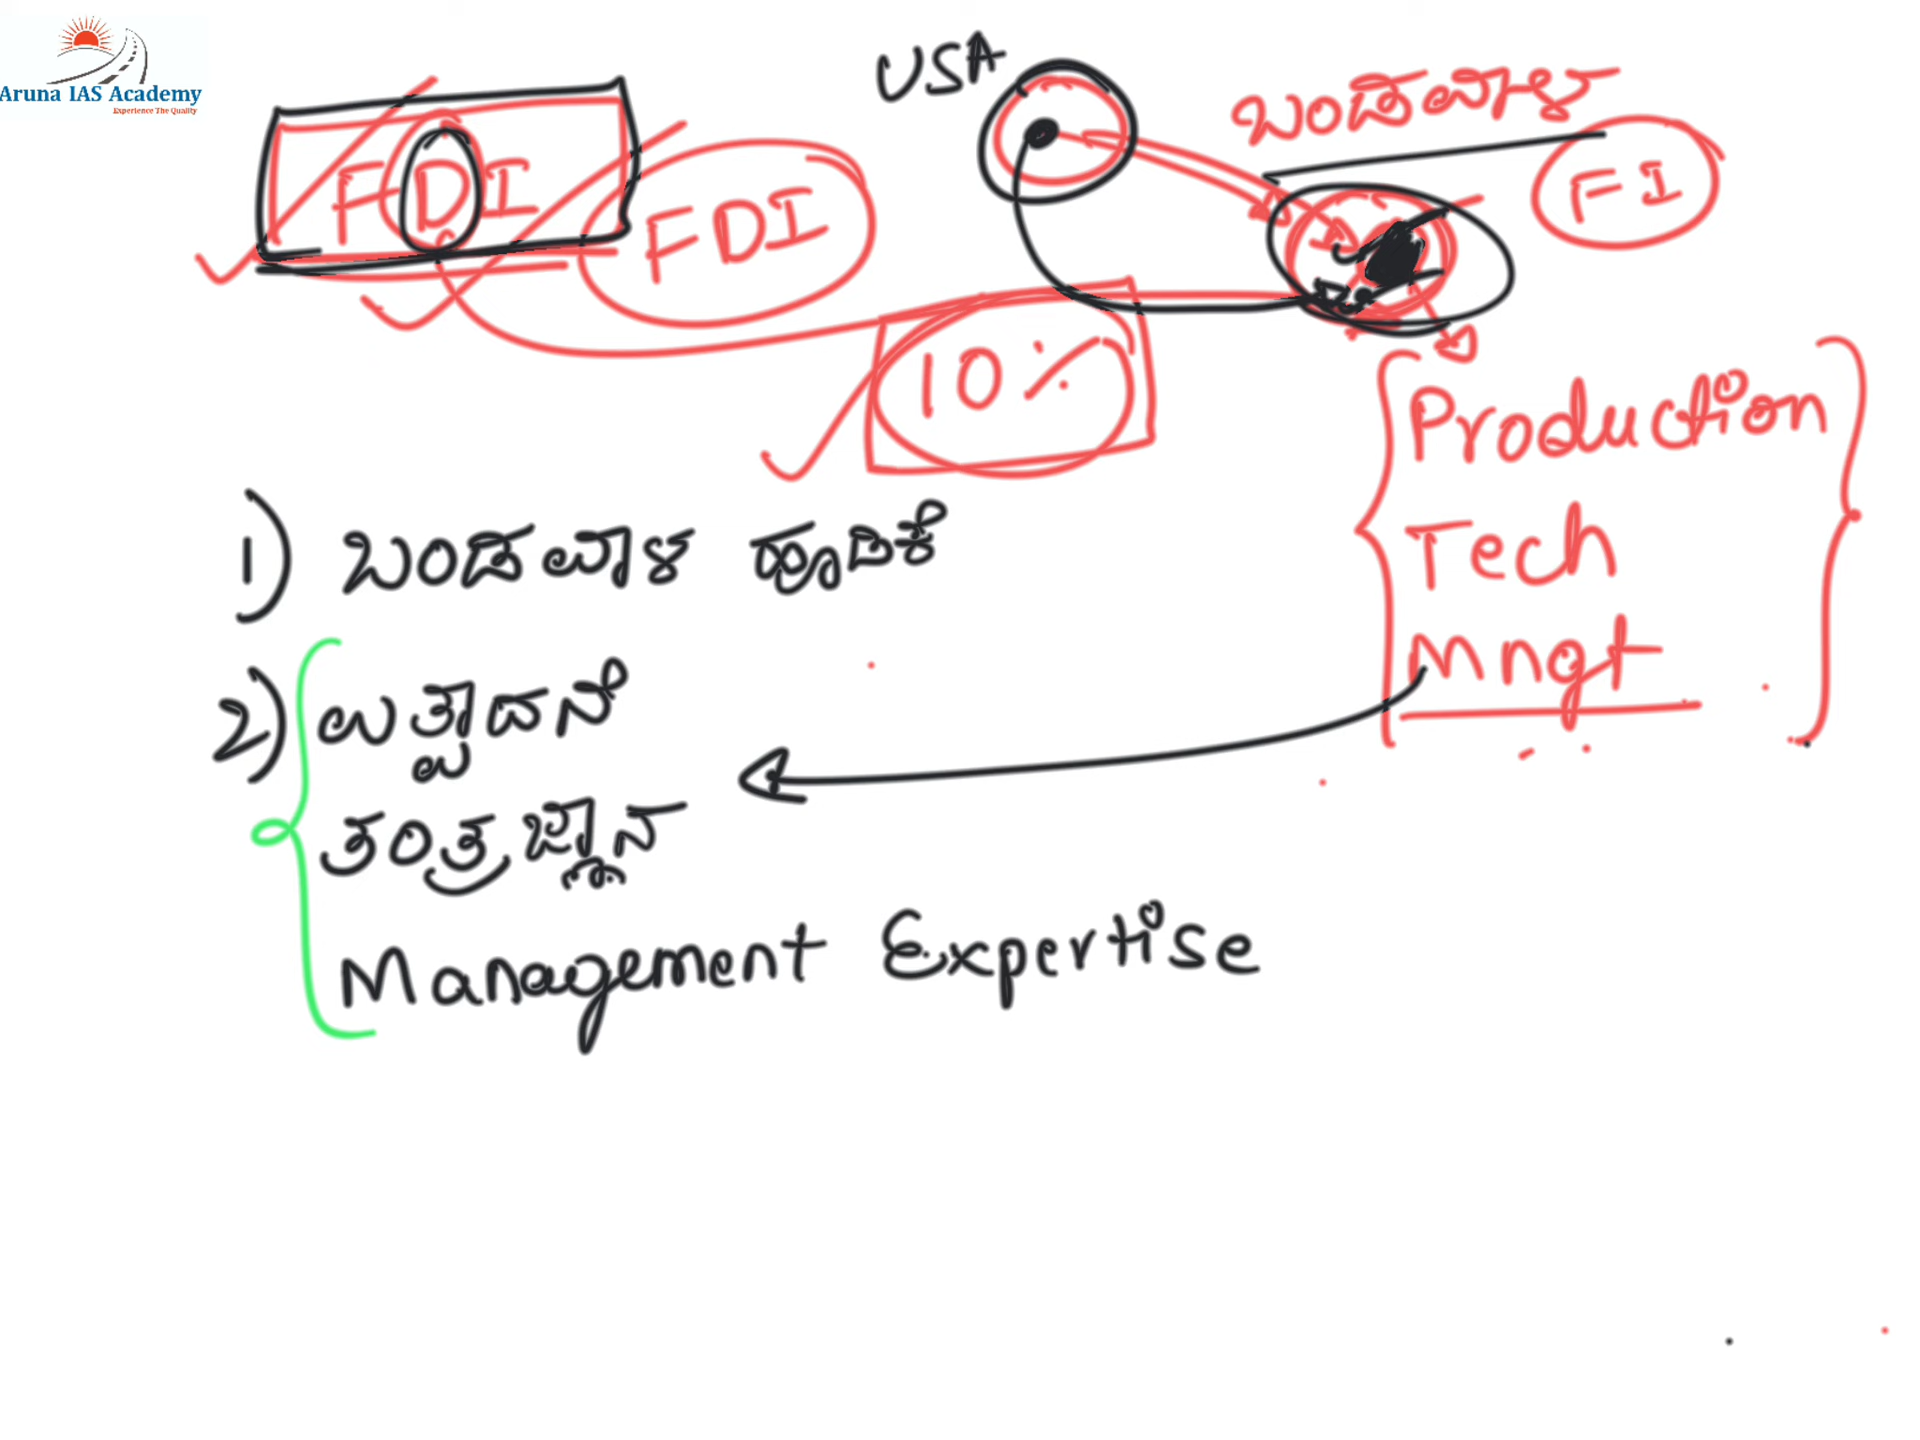 Aruna IAS Academy
Experience The Quality
USA
ಬಂಡವಾಳ
FDI
FDI
FI
10%
Production
Tech
Mngt
1) ಬಂಡವಾಳ ಹೂಡಿಕೆ
2) ಉತ್ಪಾದನೆ
ತಂತ್ರಜ್ಞಾನ
Management Expertise